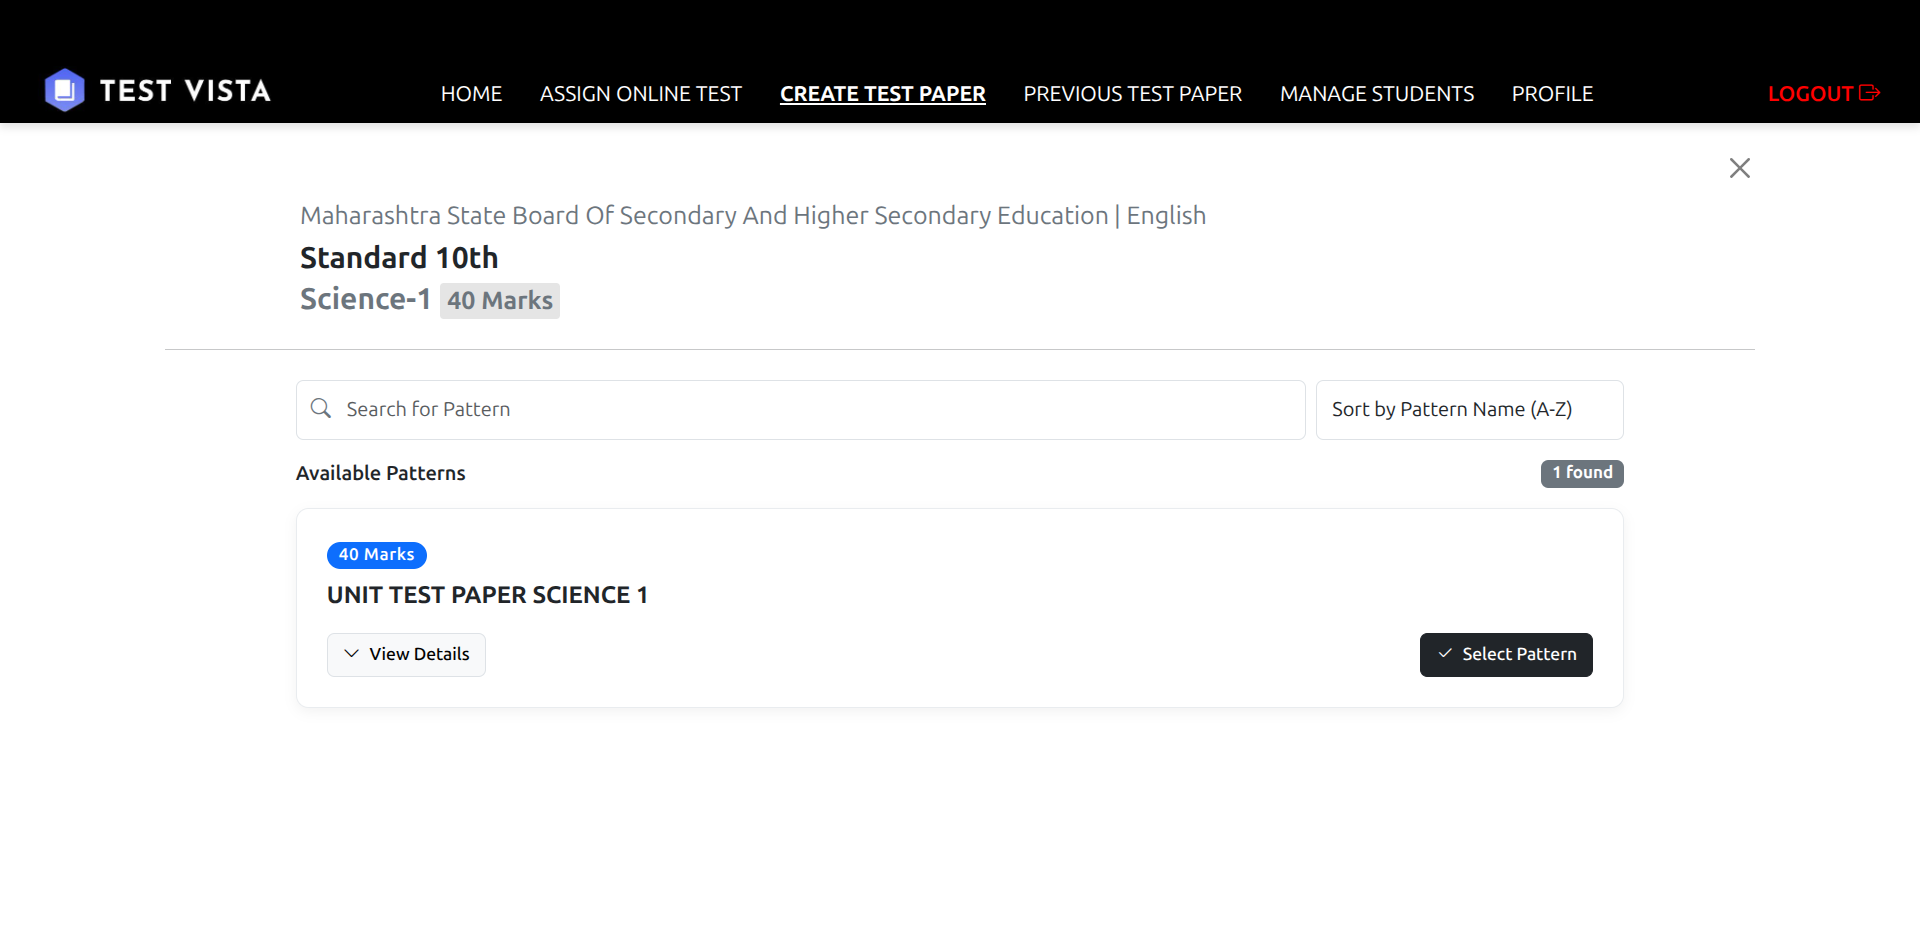 TEST VISTA
HOME ASSIGN ONLINE TEST CREATE TEST PAPER PREVIOUS TEST PAPER MANAGE STUDENTS PROFILE LOGOUT
Maharashtra State Board Of Secondary And Higher Secondary Education | English
Standard 10th
Science-1 40 Marks
Search for Pattern
Sort by Pattern Name (A-Z)
Available Patterns
1 found
40 Marks
UNIT TEST PAPER SCIENCE 1
View Details
Select Pattern